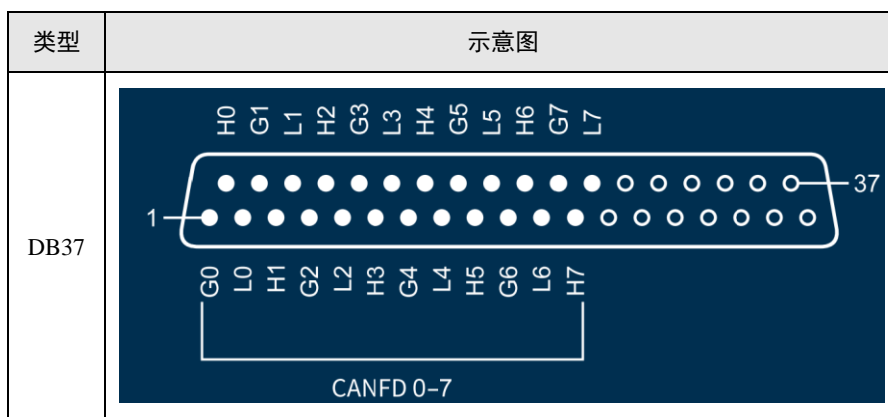 类型 示意图
DB37
H0 G1 L1 H2 G3 L3 H4 G5 L5 H6 G7 L7
37
1
G0 L0 H1 G2 L2 H3 G4 L4 H5 G6 L6 H7
CANFD 0-7